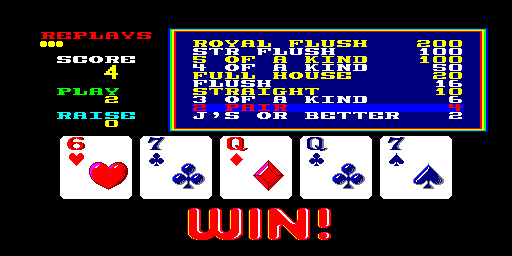 REPLAYS
SCORE
4
PLAY
2
RAISE
0
ROYAL FLUSH 200
STR FLUSH 100
5 OF A KIND 100
4 OF A KIND 50
FULL HOUSE 20
FLUSH 15
STRAIGHT 10
3 OF A KIND 6
2 PAIR 4
J'S OR BETTER 2
6 7 Q Q 7
WIN!